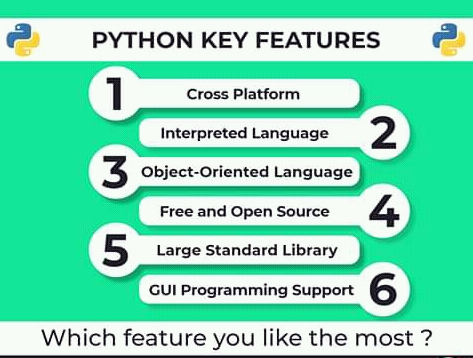 PYTHON KEY FEATURES
1 Cross Platform
Interpreted Language 2
3 Object-Oriented Language
Free and Open Source 4
5 Large Standard Library
GUI Programming Support 6
Which feature you like the most ?